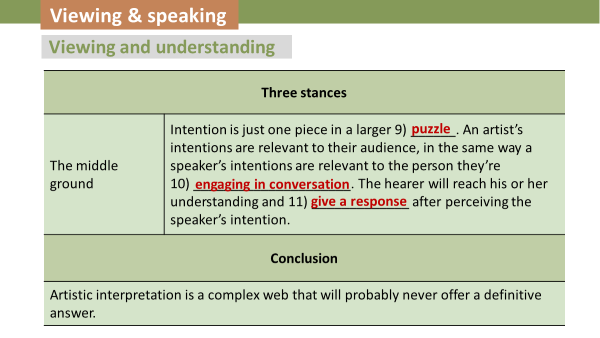 Viewing & speaking
Viewing and understanding
Three stances
The middle
ground
Intention is just one piece in a larger 9) puzzle. An artist's
intentions are relevant to their audience, in the same way a
speaker's intentions are relevant to the person they're
10) engaging in conversation. The hearer will reach his or her
understanding and 11) give a response after perceiving the
speaker's intention.
Conclusion
Artistic interpretation is a complex web that will probably never offer a definitive
answer.